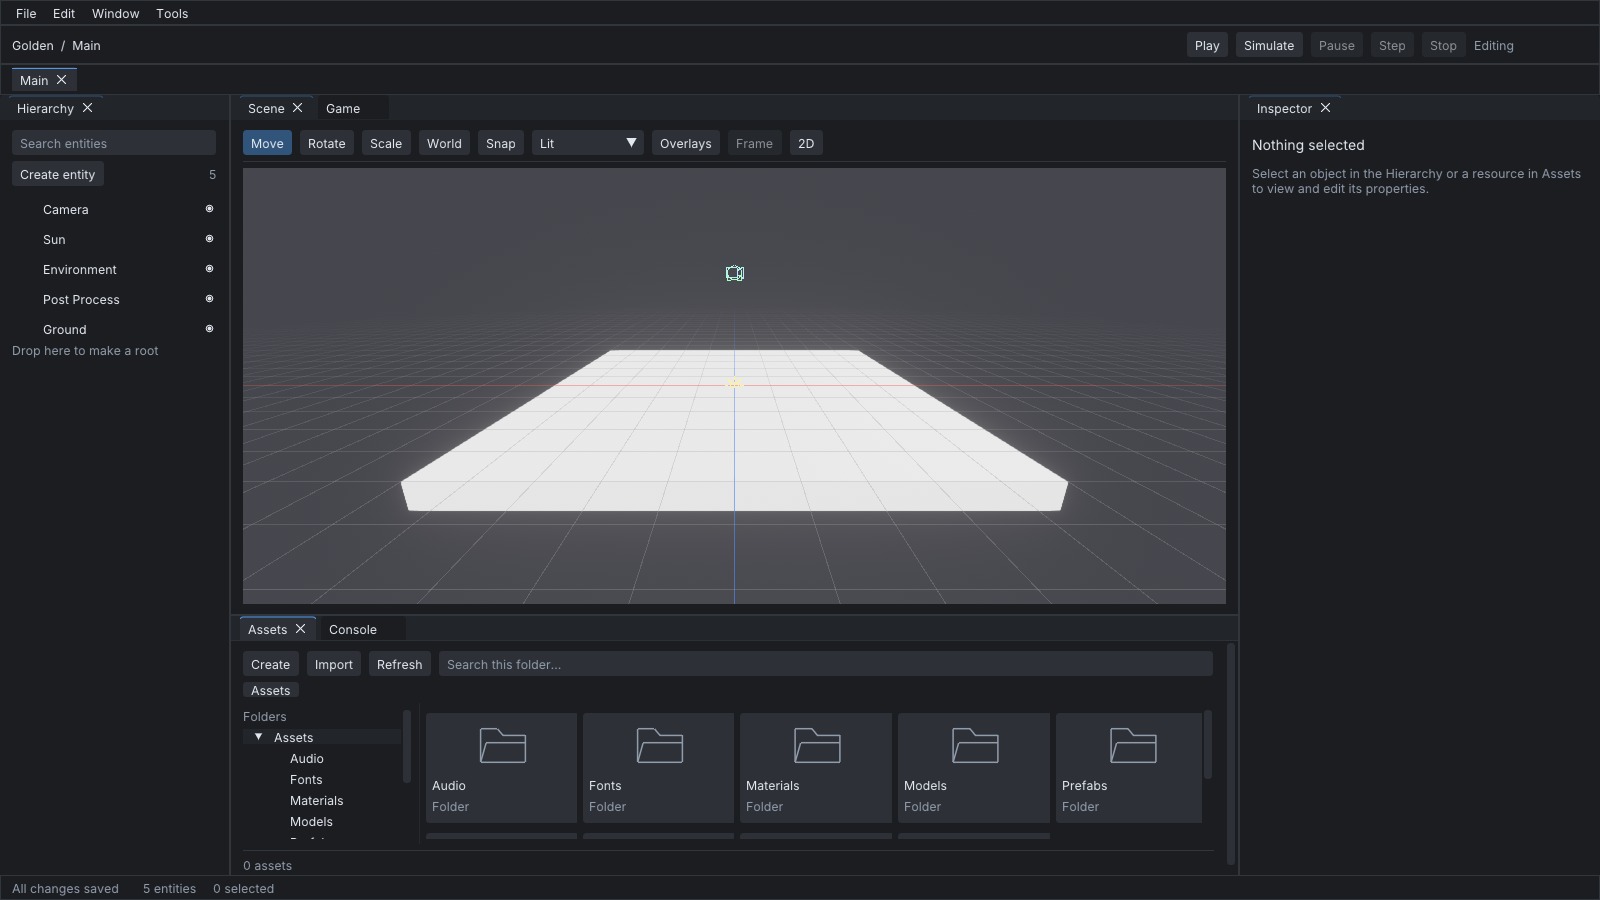 File Edit Window Tools
Golden / Main
Play Simulate Pause Step Stop Editing
Main
Hierarchy
Search entities
Create entity 5
Camera
Sun
Environment
Post Process
Ground
Drop here to make a root
Scene Game
Move Rotate Scale World Snap Lit Overlays Frame 2D
Assets Console
Create Import Refresh Search this folder...
Assets
Folders
Assets
Audio
Fonts
Materials
Models
Audio
Folder
Fonts
Folder
Materials
Folder
Models
Folder
Prefabs
Folder
0 assets
Inspector
Nothing selected
Select an object in the Hierarchy or a resource in Assets
to view and edit its properties.
All changes saved 5 entities 0 selected